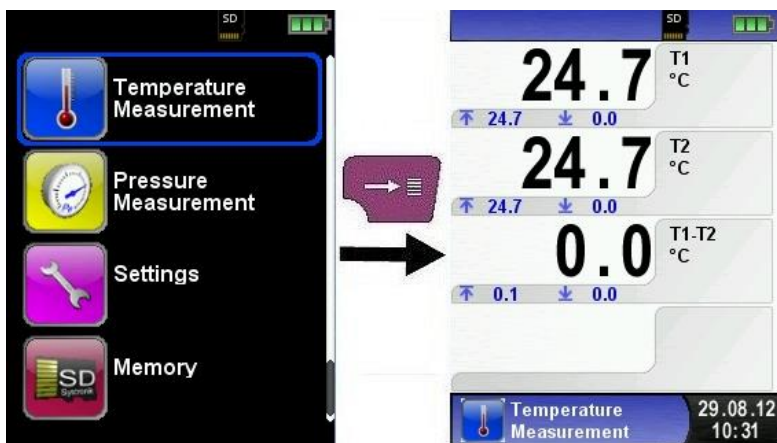 SD
Temperature
Measurement
Pressure
Measurement
Settings
SD
Systronik
Memory
SD
24.7
T1
°C
24.7 0.0
24.7
T2
°C
24.7 0.0
0.0
T1-T2
°C
0.1 0.0
Temperature
Measurement
29.08.12
10:31